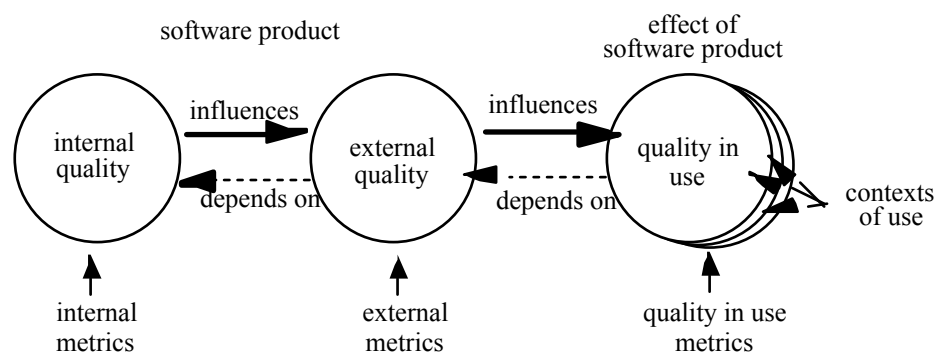 software product
effect of
software product
influences
influences
internal
quality
external
quality
quality in
use
depends on
depends on
contexts
of use
internal
metrics
external
metrics
quality in use
metrics